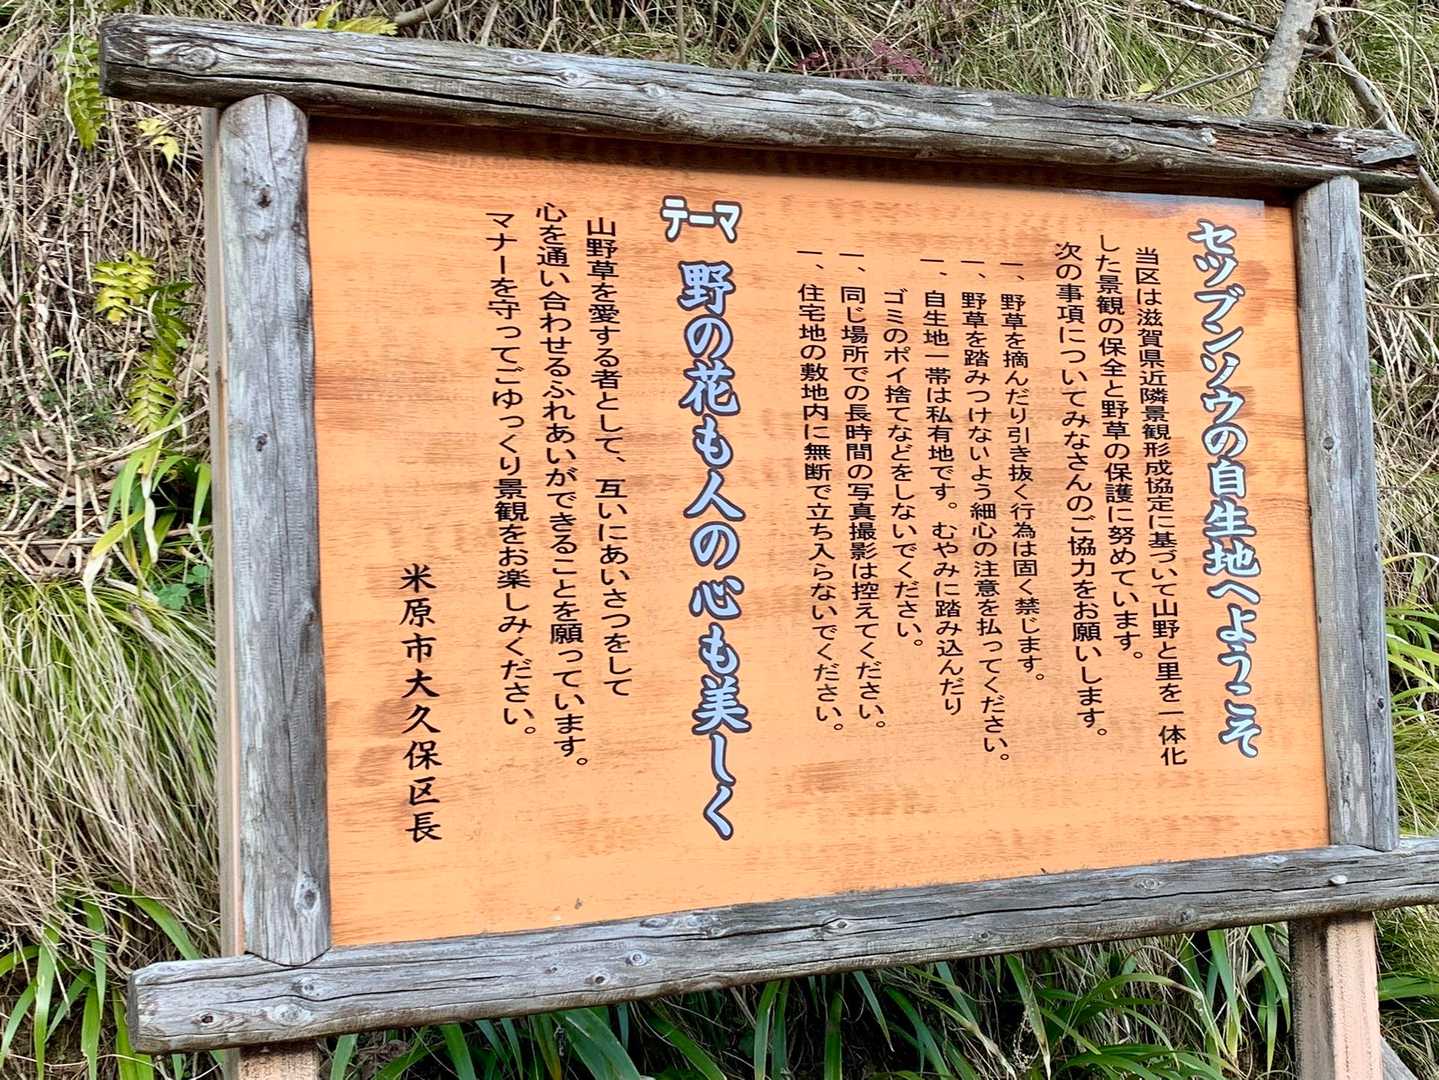 セツブンソウの自生地へようこそ
当区は滋賀県近隣景観形成協定に基づいて山野と里を一体化
した景観の保全と野草の保護に努めています。
次の事項についてみなさんのご協力をお願いします。
一、野草を摘んだり引き抜く行為は固く禁じます。
一、野草を踏みつけないよう細心の注意を払ってください。
一、自生地一帯は私有地です。むやみに踏み込んだり
ゴミのポイ捨てなどをしないでください。
一、同じ場所での長時間の写真撮影は控えてください。
一、住宅地の敷地内に無断で立ち入らないでください。
テーマ 野の花も人の心も美しく
山野草を愛する者として、互いにあいさつをして
心を通い合わせるふれあいができることを願っています。
マナーを守ってごゆっくり景観をお楽しみください。
米原市大久保区長